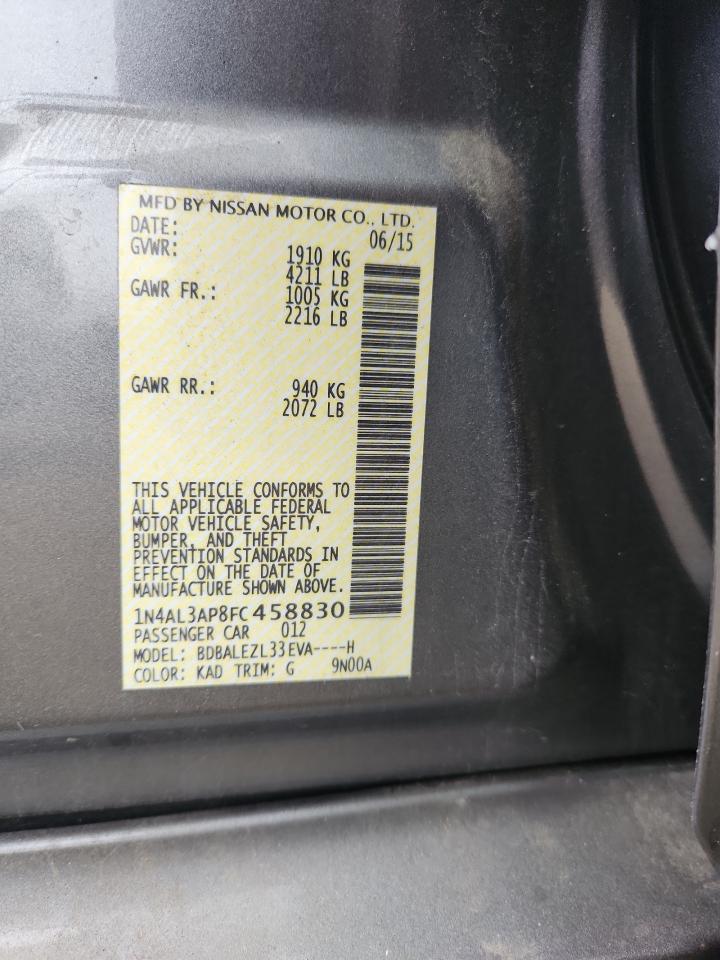 MFD BY NISSAN MOTOR CO., LTD.
DATE: 06/15
GVWR: 1910 KG
4211 LB
GAWR FR.: 1005 KG
2216 LB
GAWR RR.: 940 KG
2072 LB
THIS VEHICLE CONFORMS TO
ALL APPLICABLE FEDERAL
MOTOR VEHICLE SAFETY,
BUMPER, AND THEFT
PREVENTION STANDARDS IN
EFFECT ON THE DATE OF
MANUFACTURE SHOWN ABOVE.
1N4AL3AP8FC458830
PASSENGER CAR 012
MODEL: BDBALEZL33EVA----H
COLOR: KAD TRIM: G 9N00A